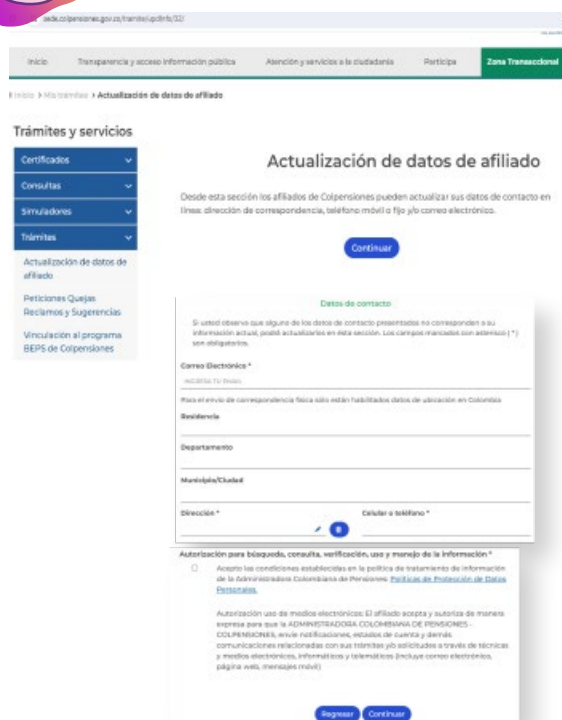 sede.colpensiones.gov.co/tramite/updInfo/32/
Inicio Transparencia y acceso información pública Atención y servicios a la ciudadanía Participa Zona Transaccional
Inicio > Mis trámites > Actualización de datos de afiliado
Trámites y servicios
Certificados
Consultas
Simuladores
Trámites
Actualización de datos de
afiliado
Peticiones Quejas
Reclamos y Sugerencias
Vinculación al programa
BEPS de Colpensiones
Actualización de datos de afiliado
Desde esta sección los afiliados de Colpensiones pueden actualizar sus datos de contacto en
línea: dirección de correspondencia, teléfono móvil o fijo y/o correo electrónico.
Continuar
Datos de contacto
Si usted observa que alguno de los datos de contacto presentados no corresponden a su
información actual, podrá actualizarlos en ésta sección. Los campos marcados con asterisco (*)
son obligatorios.
Correo Electrónico *
Para el envío de correspondencia física sólo están habilitados datos de ubicación en Colombia
Residencia
Departamento
Municipio/Ciudad
Dirección * Celular o teléfono *
Autorización para búsqueda, consulta, verificación, uso y manejo de la información *
Acepto las condiciones establecidas en la política de tratamiento de información
de la Administradora Colombiana de Pensiones. Políticas de Protección de Datos
Personales.
Autorización uso de medios electrónicos: El afiliado acepta y autoriza de manera
expresa para que la ADMINISTRADORA COLOMBIANA DE PENSIONES -
COLPENSIONES, envíe notificaciones, estados de cuenta y demás
comunicaciones relacionadas con sus trámites y/o solicitudes a través de técnicas
y medios electrónicos, informáticos y telemáticos (incluye correo electrónico,
página web, mensajes móvil)
Regresar Continuar